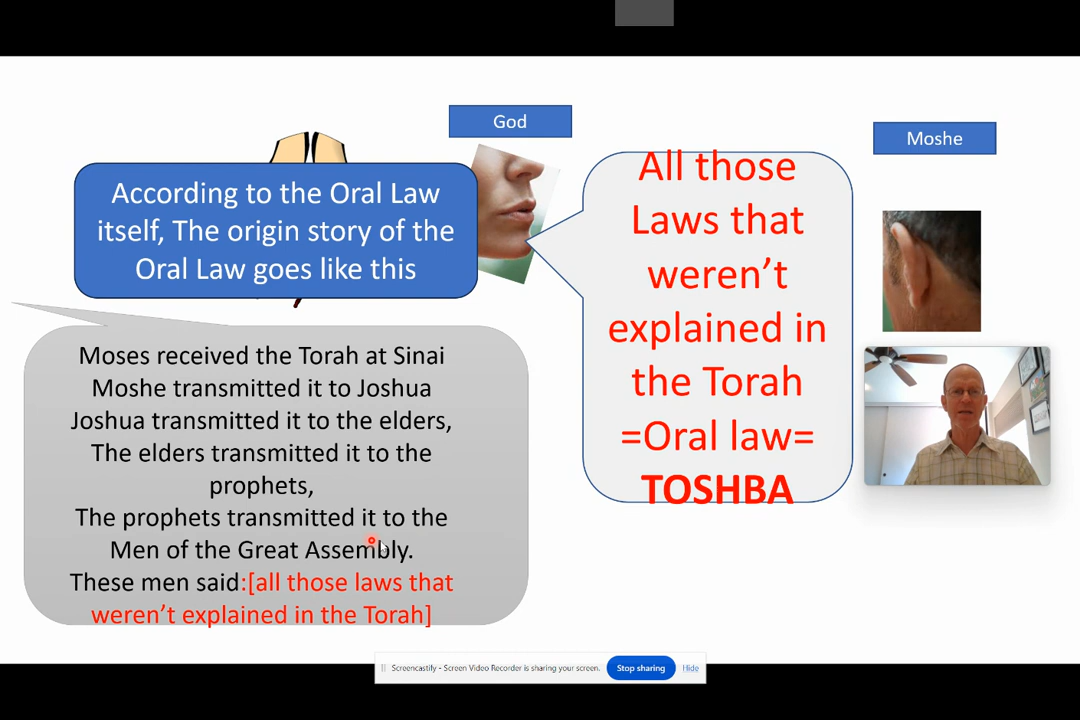 God
Moshe
According to the Oral Law
itself, The origin story of the
Oral Law goes like this
All those
Laws that
weren’t
explained in
the Torah
=Oral law=
TOSHBA
Moses received the Torah at Sinai
Moshe transmitted it to Joshua
Joshua transmitted it to the elders,
The elders transmitted it to the
prophets,
The prophets transmitted it to the
Men of the Great Assembly.
These men said:[all those laws that
weren’t explained in the Torah]
Screencastify - Screen Video Recorder is sharing your screen.
Stop sharing
Hide